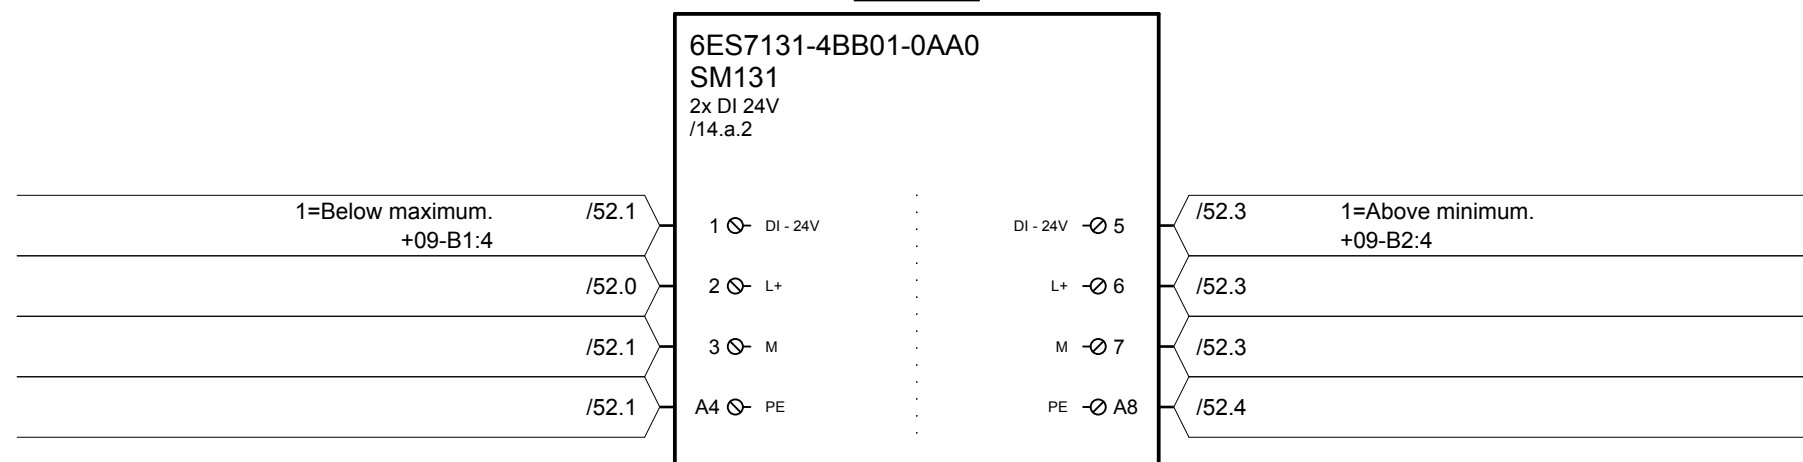 6ES7131-4BB01-0AA0
SM131
2x DI 24V
/14.a.2
1=Below maximum. /52.1 1 DI - 24V DI - 24V 5 /52.3 1=Above minimum.
+09-B1:4 +09-B2:4
/52.0 2 L+ L+ 6 /52.3
/52.1 3 M M 7 /52.3
/52.1 A4 PE PE A8 /52.4